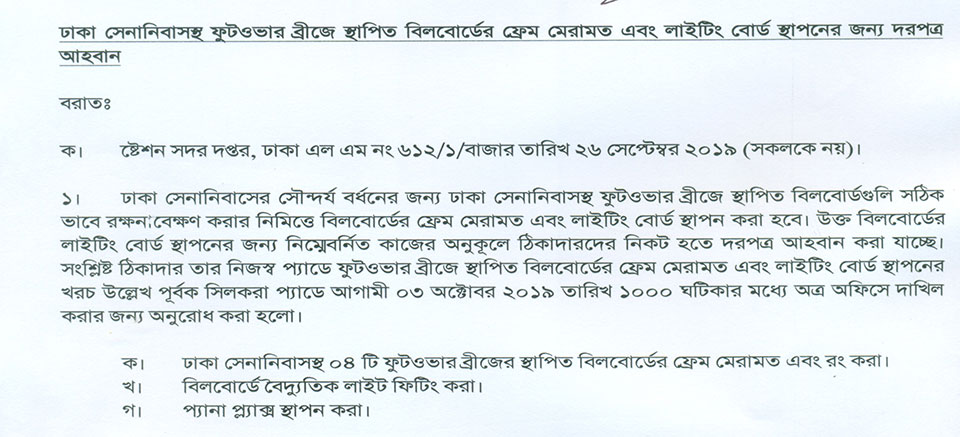 ঢাকা সেনানিবাসস্থ ফুটওভার ব্রীজে স্থাপিত বিলবোর্ডের ফ্রেম মেরামত এবং লাইটিং বোর্ড স্থাপনের জন্য দরপত্র
আহবান
বরাতঃ
ক। ষ্টেশন সদর দপ্তর, ঢাকা এল এম নং ৬১২/১/বাজার তারিখ ২৬ সেপ্টেম্বর ২০১৯ (সকলকে নয়)।
১। ঢাকা সেনানিবাসের সৌন্দর্য বর্ধনের জন্য ঢাকা সেনানিবাসস্থ ফুটওভার ব্রীজে স্থাপিত বিলবোর্ডগুলি সঠিক
ভাবে রক্ষনাবেক্ষণ করার নিমিত্তে বিলবোর্ডের ফ্রেম মেরামত এবং লাইটিং বোর্ড স্থাপন করা হবে। উক্ত বিলবোর্ডের
লাইটিং বোর্ড স্থাপনের জন্য নিম্মেবর্নিত কাজের অনুকূলে ঠিকাদারদের নিকট হতে দরপত্র আহবান করা যাচ্ছে।
সংশ্লিষ্ট ঠিকাদার তার নিজস্ব প্যাডে ফুটওভার ব্রীজে স্থাপিত বিলবোর্ডের ফ্রেম মেরামত এবং লাইটিং বোর্ড স্থাপনের
খরচ উল্লেখ পূর্বক সিলকরা প্যাডে আগামী ০৩ অক্টোবর ২০১৯ তারিখ ১০০০ ঘটিকার মধ্যে অত্র অফিসে দাখিল
করার জন্য অনুরোধ করা হলো।
ক। ঢাকা সেনানিবাসস্থ ০৪ টি ফুটওভার ব্রীজের স্থাপিত বিলবোর্ডের ফ্রেম মেরামত এবং রং করা।
খ। বিলবোর্ডে বৈদ্যুতিক লাইট ফিটিং করা।
গ। প্যানা প্ল্যাক্স স্থাপন করা।